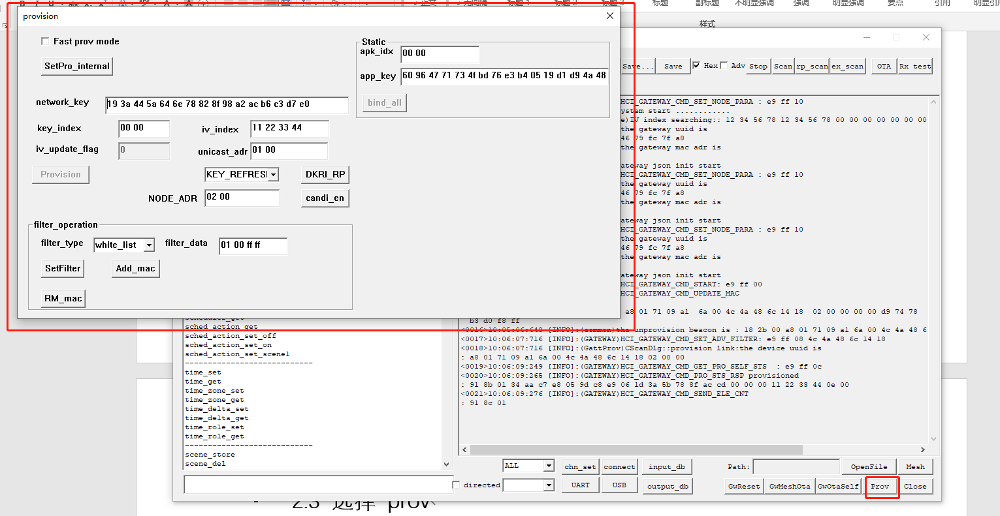 标题
副标题
不明显强调
强调
明显强调
要点
引用
样式
provision
Fast prov mode
SetPro_internal
network_key 19 3a 44 5a 64 6e 78 82 8f 98 a2 ac b6 c3 d7 e0
key_index 00 00 iv_index 11 22 33 44
iv_update_flag 0 unicast_adr 01 00
Provision KEY_REFRES DKRI_RP
NODE_ADR 02 00 candi_en
filter_operation
filter_type white_list filter_data 01 00 ff ff
SetFilter Add_mac
RM_mac
Static
apk_idx 00 00
app_key 60 96 47 71 73 4f bd 76 e3 b4 05 19 d1 d9 4a 48
bind_all
Save... Save Hex Adv Stop Scan rp_scan ex_scan OTA Rx test
HCI_GATEWAY_CMD_SET_NODE_PARA : e9 ff 10
ystem start ............
e)IV index searching:: 12 34 56 78 12 34 56 78 00 00 00 00 00 00 00
the gateway uuid is
46 79 fc 7f a8
the gateway mac adr is
ateway json init start
HCI_GATEWAY_CMD_SET_NODE_PARA : e9 ff 10
the gateway uuid is
46 79 fc 7f a8
the gateway mac adr is
ateway json init start
HCI_GATEWAY_CMD_SET_NODE_PARA : e9 ff 10
the gateway uuid is
46 79 fc 7f a8
the gateway mac adr is
ateway json init start
HCI_GATEWAY_CMD_START: e9 ff 00
HCI_GATEWAY_CMD_UPDATE_MAC
a8 01 71 09 a1 6a 00 4c 4a 48 6c 14 18 02 00 00 00 00 d9 74 78
b3 d0 f8 ff
<0016>10:05:06:640 [INFO]:(common)the unprovision beacon is : 18 2b 00 a8 01 71 09 a1 6a 00 4c 4a 48 6
<0017>10:06:07:716 [INFO]:(GATEWAY)HCI_GATEWAY_CMD_SET_ADV_FILTER: e9 ff 08 4c 4a 48 6c 14 18
<0018>10:06:07:716 [INFO]:(GattProv)CScanDlg::provision link:the device uuid is
: a8 01 71 09 a1 6a 00 4c 4a 48 6c 14 18 02 00 00
<0019>10:06:09:249 [INFO]:(GATEWAY)HCI_GATEWAY_CMD_GET_PRO_SELF_STS : e9 ff 0c
<0020>10:06:09:265 [INFO]:(GATEWAY)HCI_GATEWAY_CMD_PRO_STS_RSP provisioned
: 91 8b 01 34 aa c7 e8 05 9d c8 e9 06 1d 3a 5b 78 8f ac cd 00 00 00 11 22 33 44 0e 00
<0021>10:06:09:276 [INFO]:(GATEWAY)HCI_GATEWAY_CMD_SEND_ELE_CNT
: 91 8c 01
sched_action_get
sched_action_set_off
sched_action_set_on
sched_action_set_scene1
----------------------------
time_set
time_get
time_zone_set
time_zone_get
time_delta_set
time_delta_get
time_role_set
time_role_get
----------------------------
scene_store
scene_del
ALL chn_set connect input_db Path: OpenFile Mesh
directed UART USB output_db GwReset GwMeshOta GwOtaSelf Prov Close
2.3 选择 prov